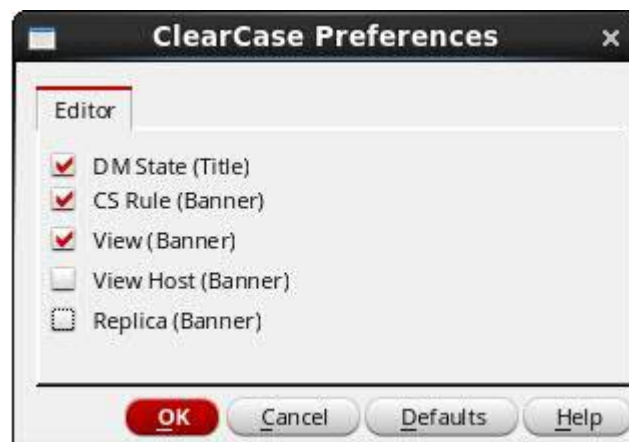 ClearCase Preferences
Editor
DM State (Title)
CS Rule (Banner)
View (Banner)
View Host (Banner)
Replica (Banner)
OK Cancel Defaults Help